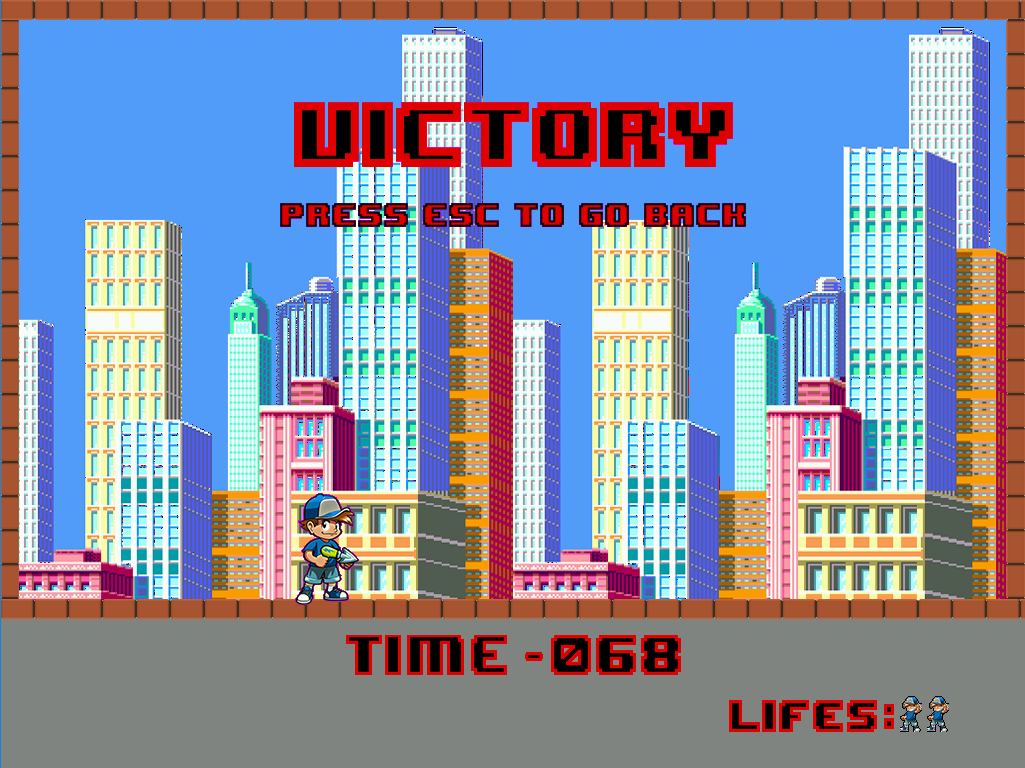 VICTORY
PRESS ESC TO GO BACK
TIME -068
LIFES: